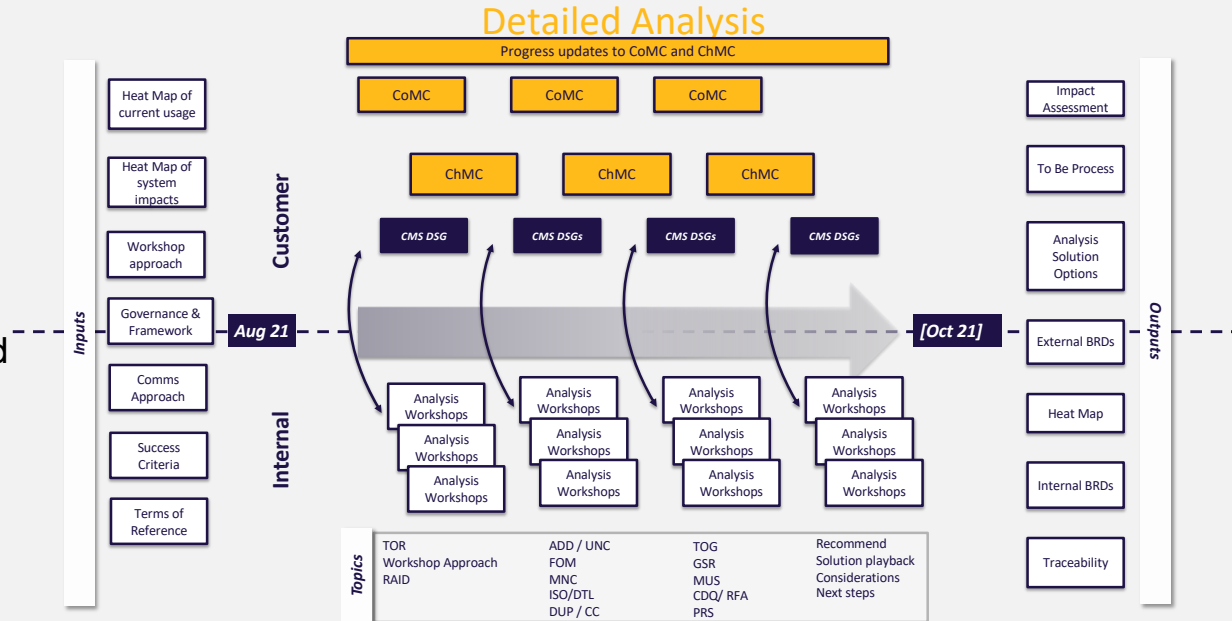 Detailed Analysis
Progress updates to CoMC and ChMC
CoMC
CoMC
CoMC
ChMC
ChMC
ChMC
CMS DSG
CMS DSGs
CMS DSGs
CMS DSGs
Customer
Internal
Inputs
Heat Map of
current usage
Heat Map of
system
impacts
Workshop
approach
Governance &
Framework
Comms
Approach
Success
Criteria
Terms of
Reference
d
Aug 21
[Oct 21]
Analysis
Workshops
Analysis
Workshops
Analysis
Workshops
Analysis
Workshops
Analysis
Workshops
Analysis
Workshops
Analysis
Workshops
Analysis
Workshops
Analysis
Workshops
Analysis
Workshops
Analysis
Workshops
Analysis
Workshops
Topics
TOR
Workshop Approach
RAID
ADD / UNC
FOM
MNC
ISO/DTL
DUP / CC
TOG
GSR
MUS
CDQ/ RFA
PRS
Recommend
Solution playback
Considerations
Next steps
Outputs
Impact
Assessment
To Be Process
Analysis
Solution
Options
External BRDs
Heat Map
Internal BRDs
Traceability